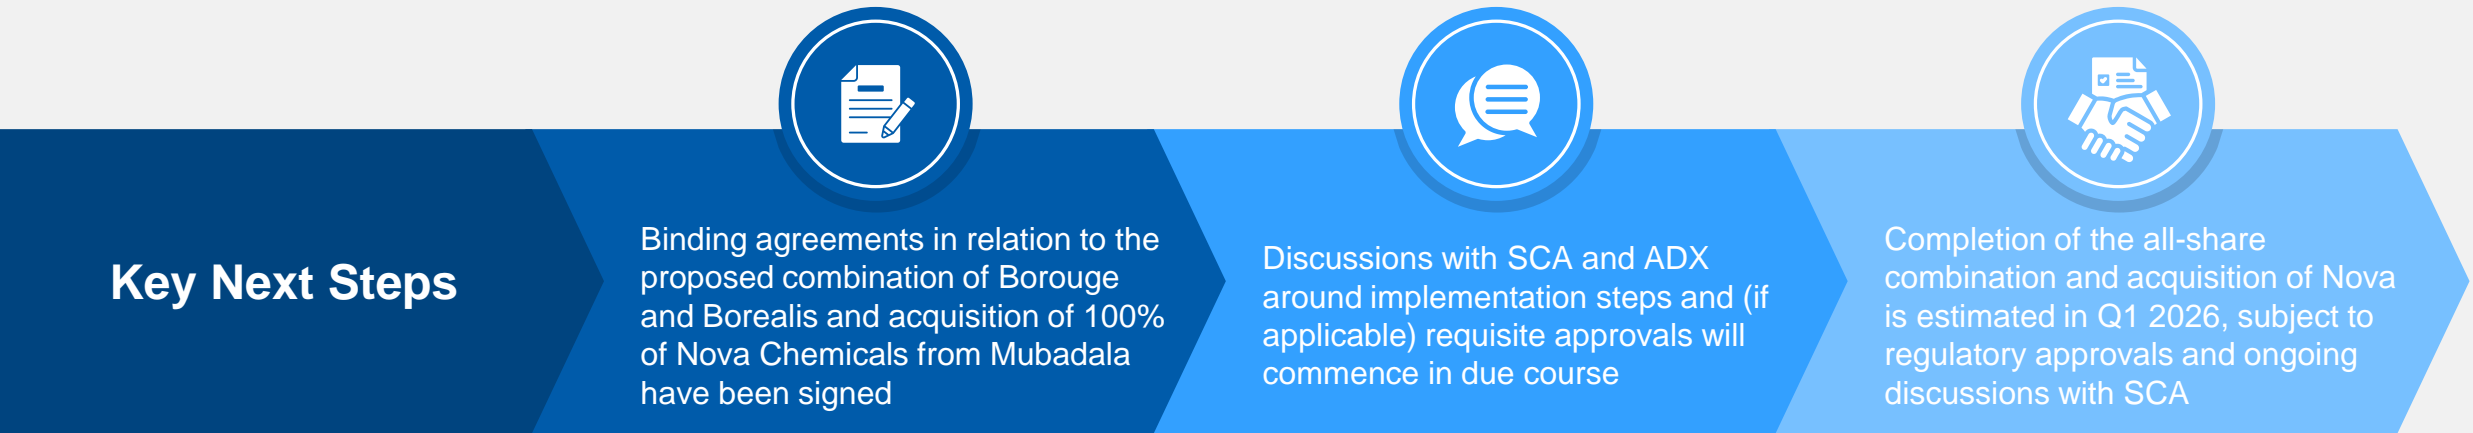 Key Next Steps
Binding agreements in relation to the
proposed combination of Borouge
and Borealis and acquisition of 100%
of Nova Chemicals from Mubadala
have been signed
Discussions with SCA and ADX
around implementation steps and (if
applicable) requisite approvals will
commence in due course
Completion of the all-share
combination and acquisition of Nova
is estimated in Q1 2026, subject to
regulatory approvals and ongoing
discussions with SCA